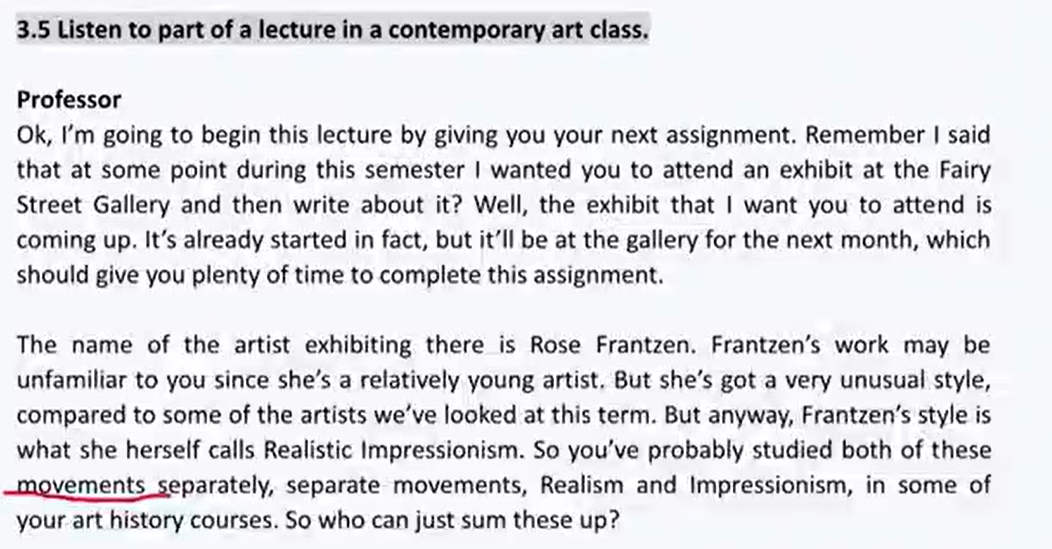 3.5 Listen to part of a lecture in a contemporary art class.
Professor
Ok, I'm going to begin this lecture by giving you your next assignment. Remember I said
that at some point during this semester I wanted you to attend an exhibit at the Fairy
Street Gallery and then write about it? Well, the exhibit that I want you to attend is
coming up. It's already started in fact, but it'll be at the gallery for the next month, which
should give you plenty of time to complete this assignment.
The name of the artist exhibiting there is Rose Frantzen. Frantzen's work may be
unfamiliar to you since she's a relatively young artist. But she's got a very unusual style,
compared to some of the artists we've looked at this term. But anyway, Frantzen's style is
what she herself calls Realistic Impressionism. So you've probably studied both of these
movements separately, separate movements, Realism and Impressionism, in some of
your art history courses. So who can just sum these up?